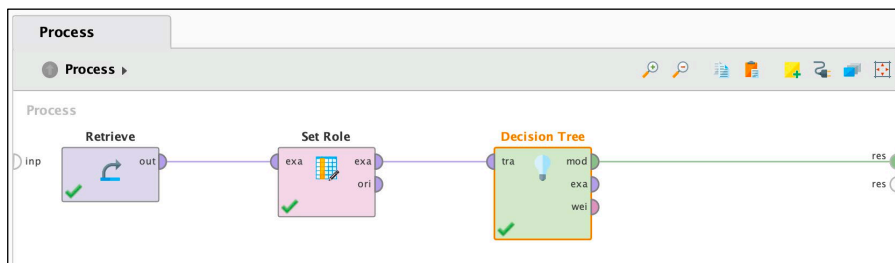 Process
Process
Process
Retrieve
Set Role
Decision Tree
inp
out
exa
exa
tra
mod
res
ori
exa
res
wei